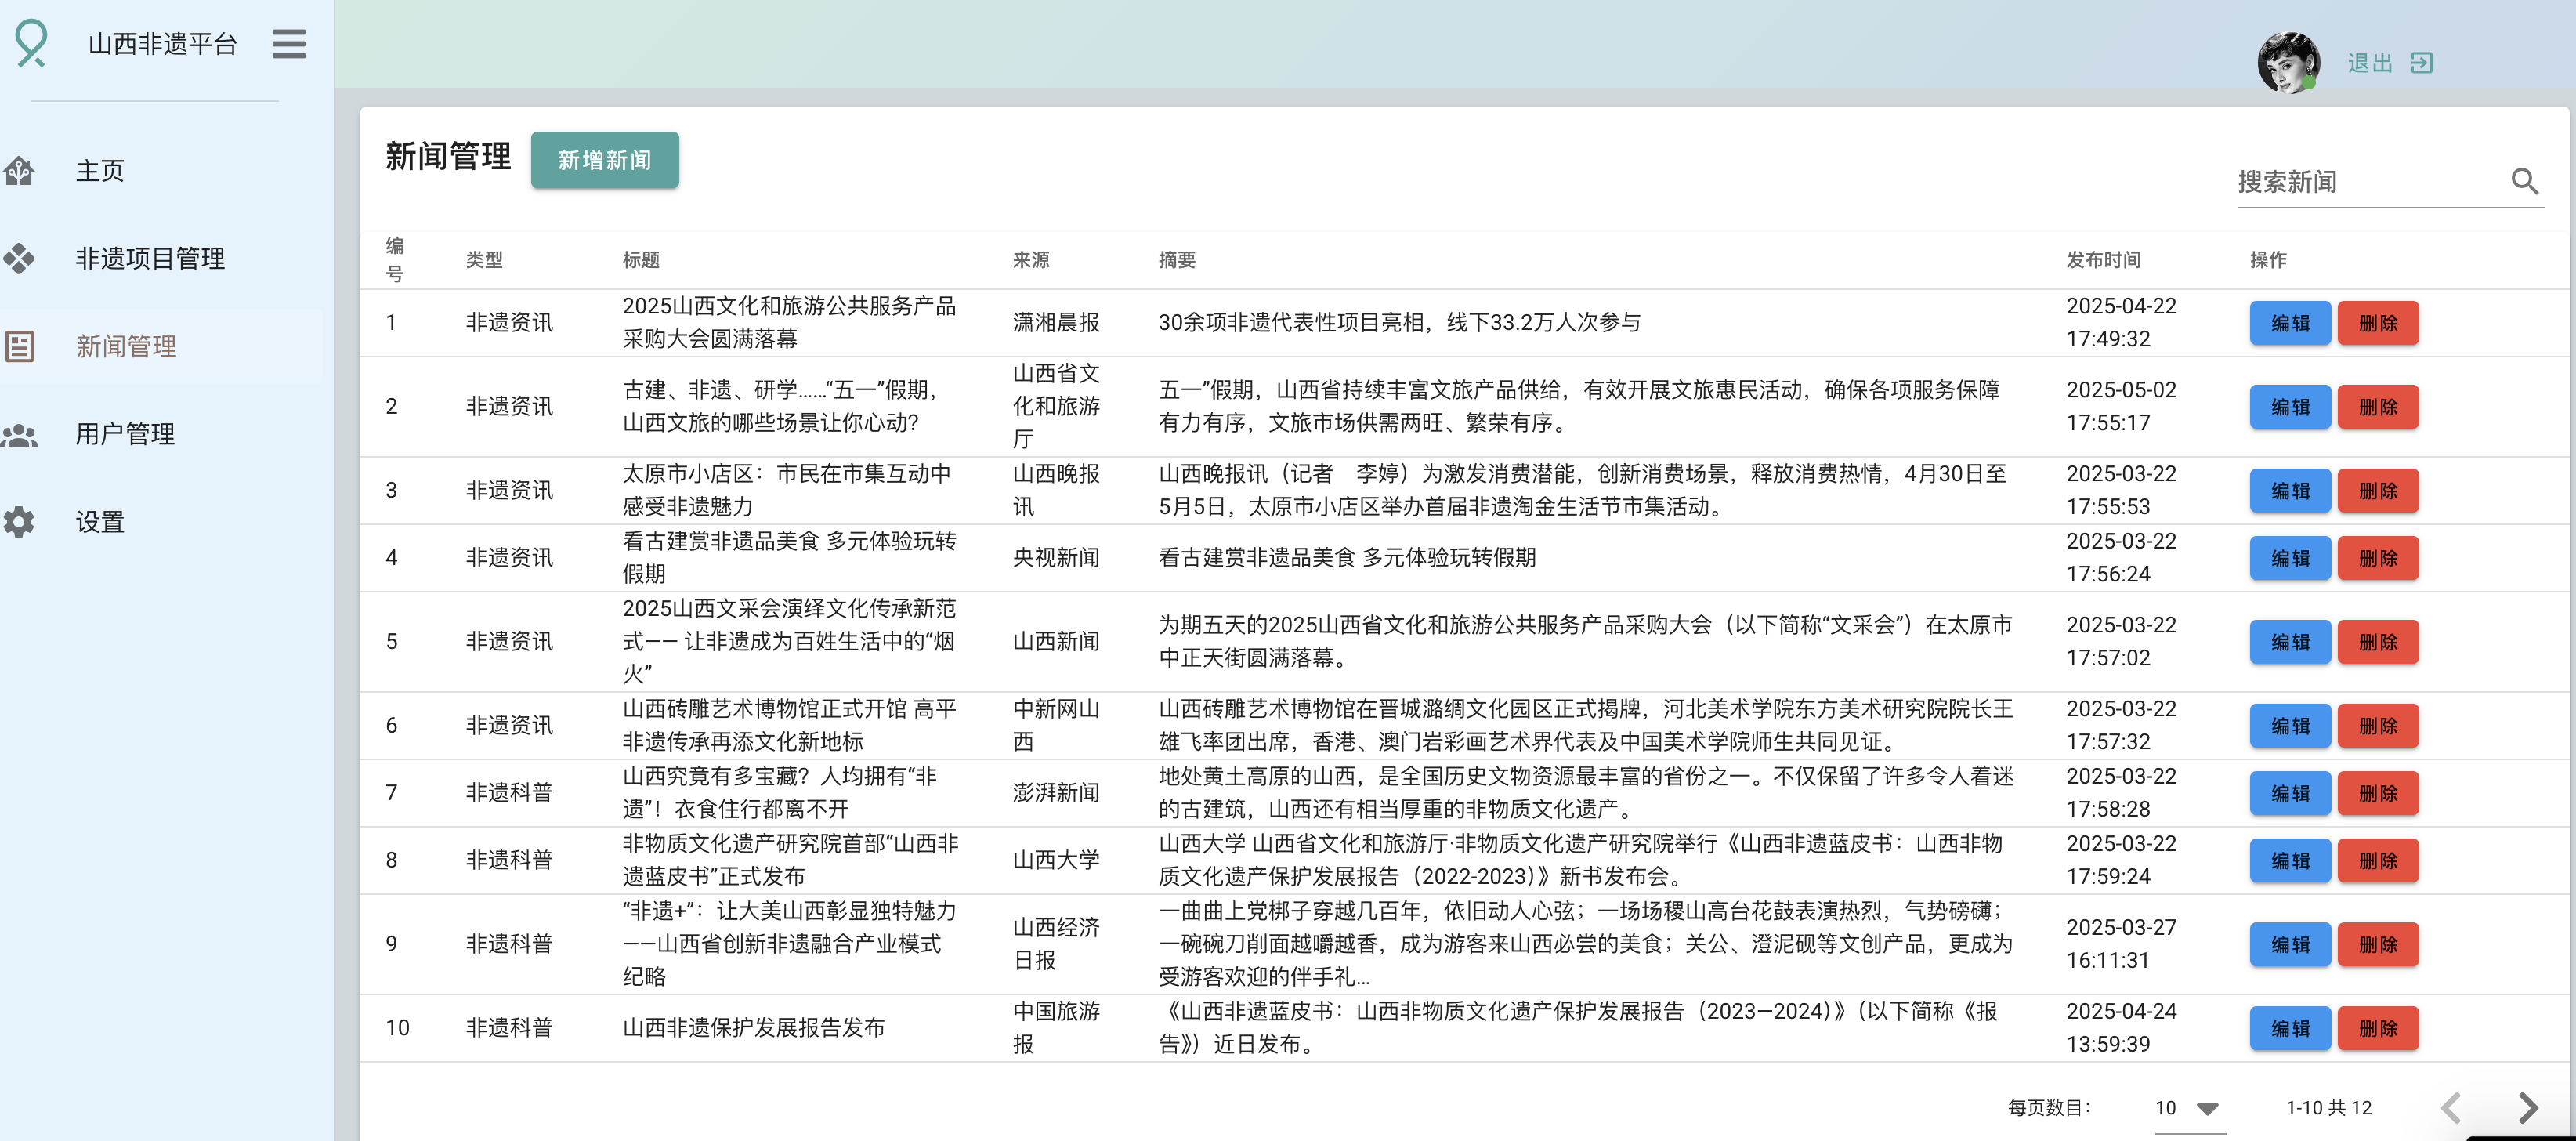 山西非遗平台
退出
主页
非遗项目管理
新闻管理
用户管理
设置
新闻管理
新增新闻
搜索新闻
编
号
类型
标题
来源
摘要
发布时间
操作
1
非遗资讯
2025山西文化和旅游公共服务产品
采购大会圆满落幕
潇湘晨报
30余项非遗代表性项目亮相，线下33.2万人次参与
2025-04-22
17:49:32
编辑
删除
2
非遗资讯
古建、非遗、研学……“五一”假期，
山西文旅的哪些场景让你心动？
山西省文
化和旅游
厅
五一”假期，山西省持续丰富文旅产品供给，有效开展文旅惠民活动，确保各项服务保障
有力有序，文旅市场供需两旺、繁荣有序。
2025-05-02
17:55:17
编辑
删除
3
非遗资讯
太原市小店区：市民在市集互动中
感受非遗魅力
山西晚报
讯
山西晚报讯（记者　李婷）为激发消费潜能，创新消费场景，释放消费热情，4月30日至
5月5日，太原市小店区举办首届非遗淘金生活节市集活动。
2025-03-22
17:55:53
编辑
删除
4
非遗资讯
看古建赏非遗品美食 多元体验玩转
假期
央视新闻
看古建赏非遗品美食 多元体验玩转假期
2025-03-22
17:56:24
编辑
删除
5
非遗资讯
2025山西文采会演绎文化传承新范
式—— 让非遗成为百姓生活中的“烟
火”
山西新闻
为期五天的2025山西省文化和旅游公共服务产品采购大会（以下简称“文采会”）在太原市
中正天街圆满落幕。
2025-03-22
17:57:02
编辑
删除
6
非遗资讯
山西砖雕艺术博物馆正式开馆 高平
非遗传承再添文化新地标
中新网山
西
山西砖雕艺术博物馆在晋城潞绸文化园区正式揭牌，河北美术学院东方美术研究院院长王
雄飞率团出席，香港、澳门岩彩画艺术界代表及中国美术学院师生共同见证。
2025-03-22
17:57:32
编辑
删除
7
非遗科普
山西究竟有多宝藏？人均拥有“非
遗”！衣食住行都离不开
澎湃新闻
地处黄土高原的山西，是全国历史文物资源最丰富的省份之一。不仅保留了许多令人着迷
的古建筑，山西还有相当厚重的非物质文化遗产。
2025-03-22
17:58:28
编辑
删除
8
非遗科普
非物质文化遗产研究院首部“山西非
遗蓝皮书”正式发布
山西大学
山西大学 山西省文化和旅游厅·非物质文化遗产研究院举行《山西非遗蓝皮书：山西非物
质文化遗产保护发展报告（2022-2023）》新书发布会。
2025-03-22
17:59:24
编辑
删除
9
非遗科普
“非遗+”：让大美山西彰显独特魅力
——山西省创新非遗融合产业模式
纪略
山西经济
日报
一曲曲上党梆子穿越几百年，依旧动人心弦；一场场稷山高台花鼓表演热烈，气势磅礴；
一碗碗刀削面越嚼越香，成为游客来山西必尝的美食；关公、澄泥砚等文创产品，更成为
受游客欢迎的伴手礼...
2025-03-27
16:11:31
编辑
删除
10
非遗科普
山西非遗保护发展报告发布
中国旅游
报
《山西非遗蓝皮书：山西非物质文化遗产保护发展报告（2023—2024）》（以下简称《报
告》）近日发布。
2025-04-24
13:59:39
编辑
删除
每页数目：
10
1-10 共 12